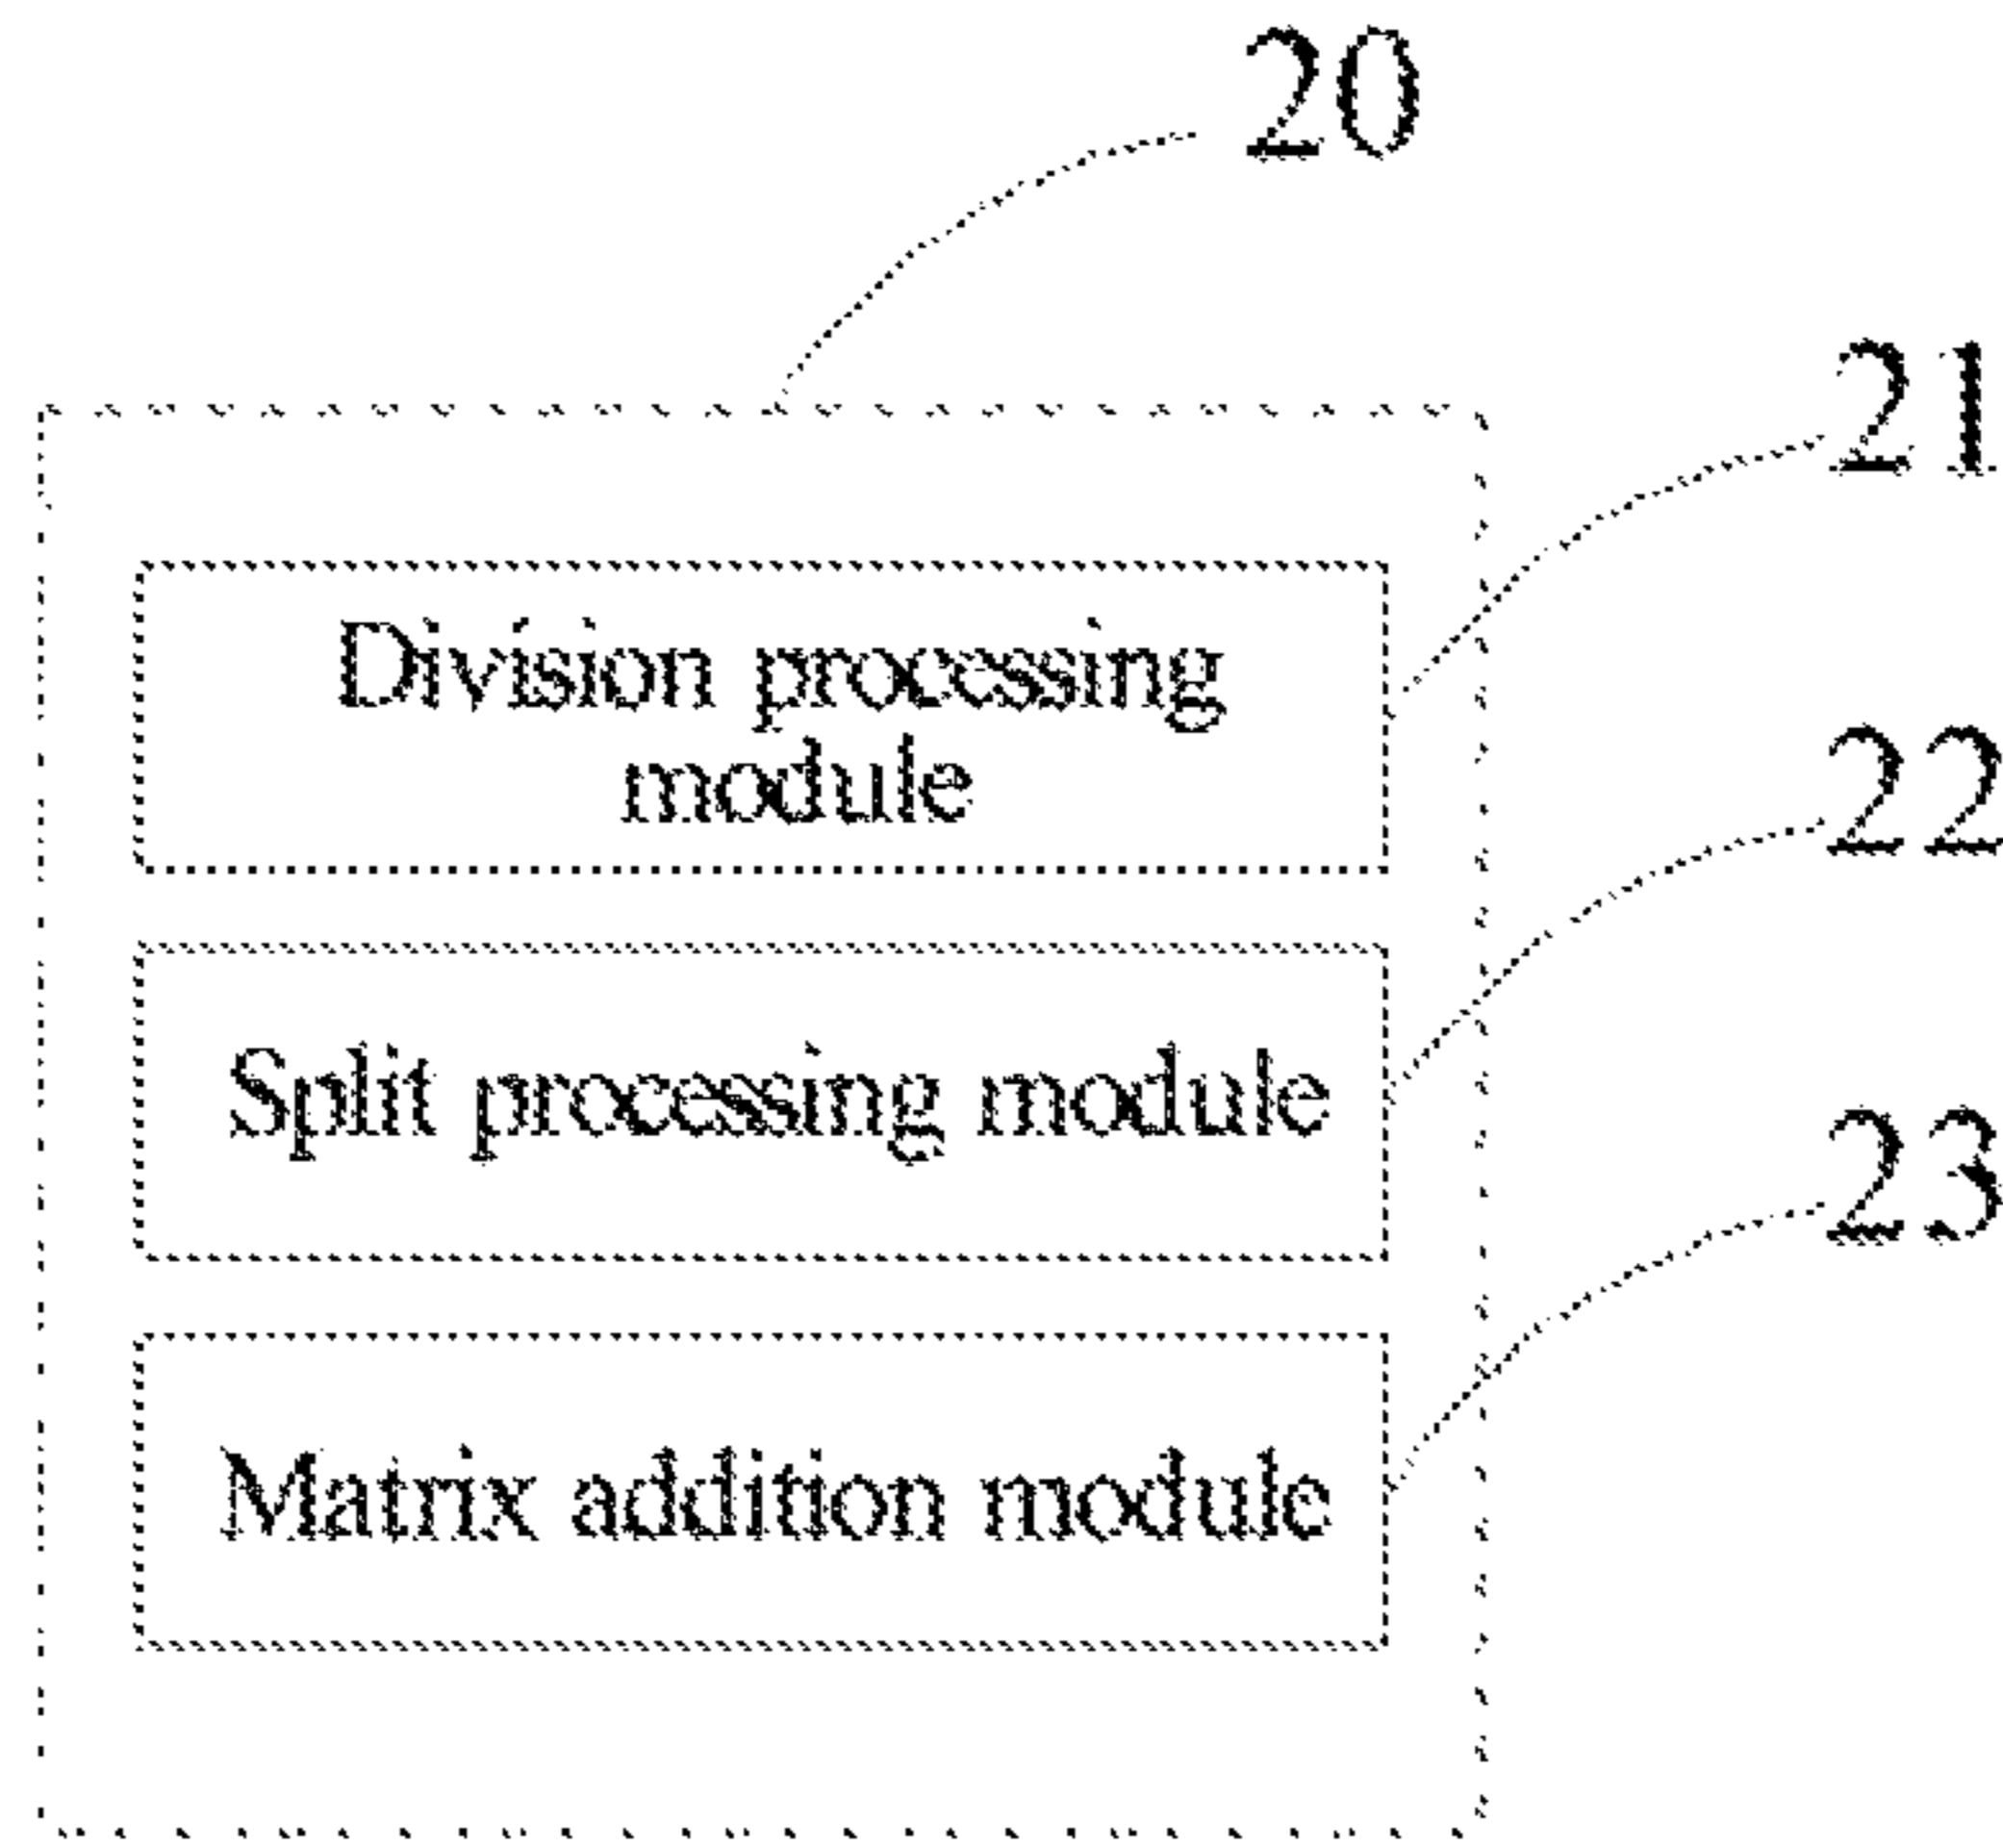 20
21
Division processing
module
22
Split processing module
23
Matrix addition module